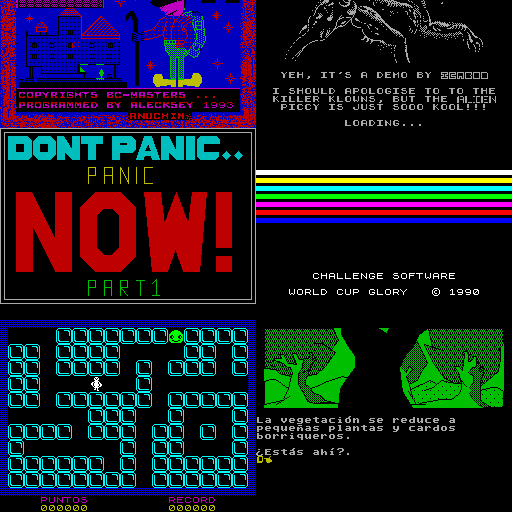 COPYRIGHTS BC-MASTERS ...
PROGRAMMED BY ALECKSEY 1993
ANUCHIN.
YEH, IT'S A DEMO BY
I SHOULD APOLOGISE TO TO THE
KILLER KLOWNS, BUT THE ALIEN
PICCY IS JUST SOOO KOOL!!!
LOADING...
DONT PANIC..
PANIC
NOW!
PART1
CHALLENGE SOFTWARE
WORLD CUP GLORY © 1990
PUNTOS
000000
RECORD
000000
La vegetación se reduce a
pequeñas plantas y cardos
borriqueros.
¿Estás ahí?.